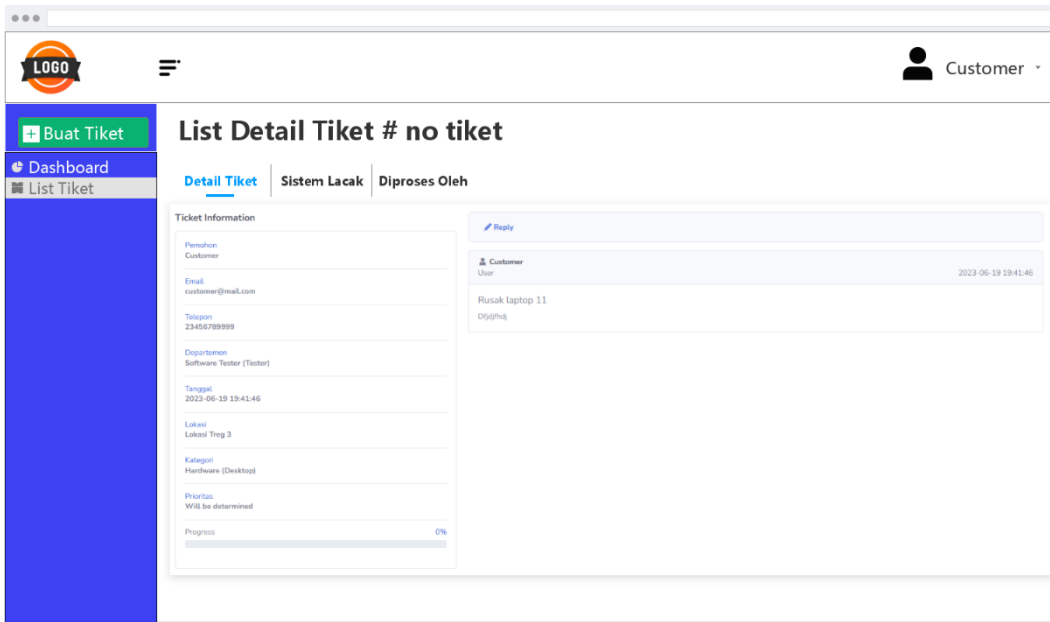 LOGO
Customer
Buat Tiket
Dashboard
List Tiket
List Detail Tiket # no tiket
Detail Tiket
Sistem Lacak
Diproses Oleh
Ticket Information
Pemohon
Customer
Email
customer@mail.com
Telepon
23456789999
Departemen
Software Tester (Testor)
Tanggal
2023-06-19 19:41:46
Lokasi
Lokasi Treg 3
Kategori
Hardware (Desktop)
Prioritas
Will be determined
Progress 0%
Reply
Customer
User 2023-06-19 19:41:46
Rusak laptop 11
Dfjdjfhdj